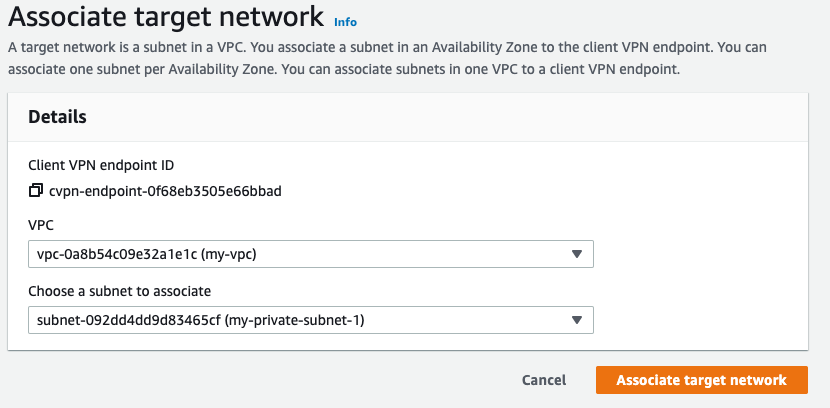 Associate target network Info
A target network is a subnet in a VPC. You associate a subnet in an Availability Zone to the client VPN endpoint. You can
associate one subnet per Availability Zone. You can associate subnets in one VPC to a client VPN endpoint.
Details
Client VPN endpoint ID
cvpn-endpoint-0f68eb3505e66bbad
VPC
vpc-0a8b54c09e32a1e1c (my-vpc)
Choose a subnet to associate
subnet-092dd4dd9d83465cf (my-private-subnet-1)
Cancel Associate target network